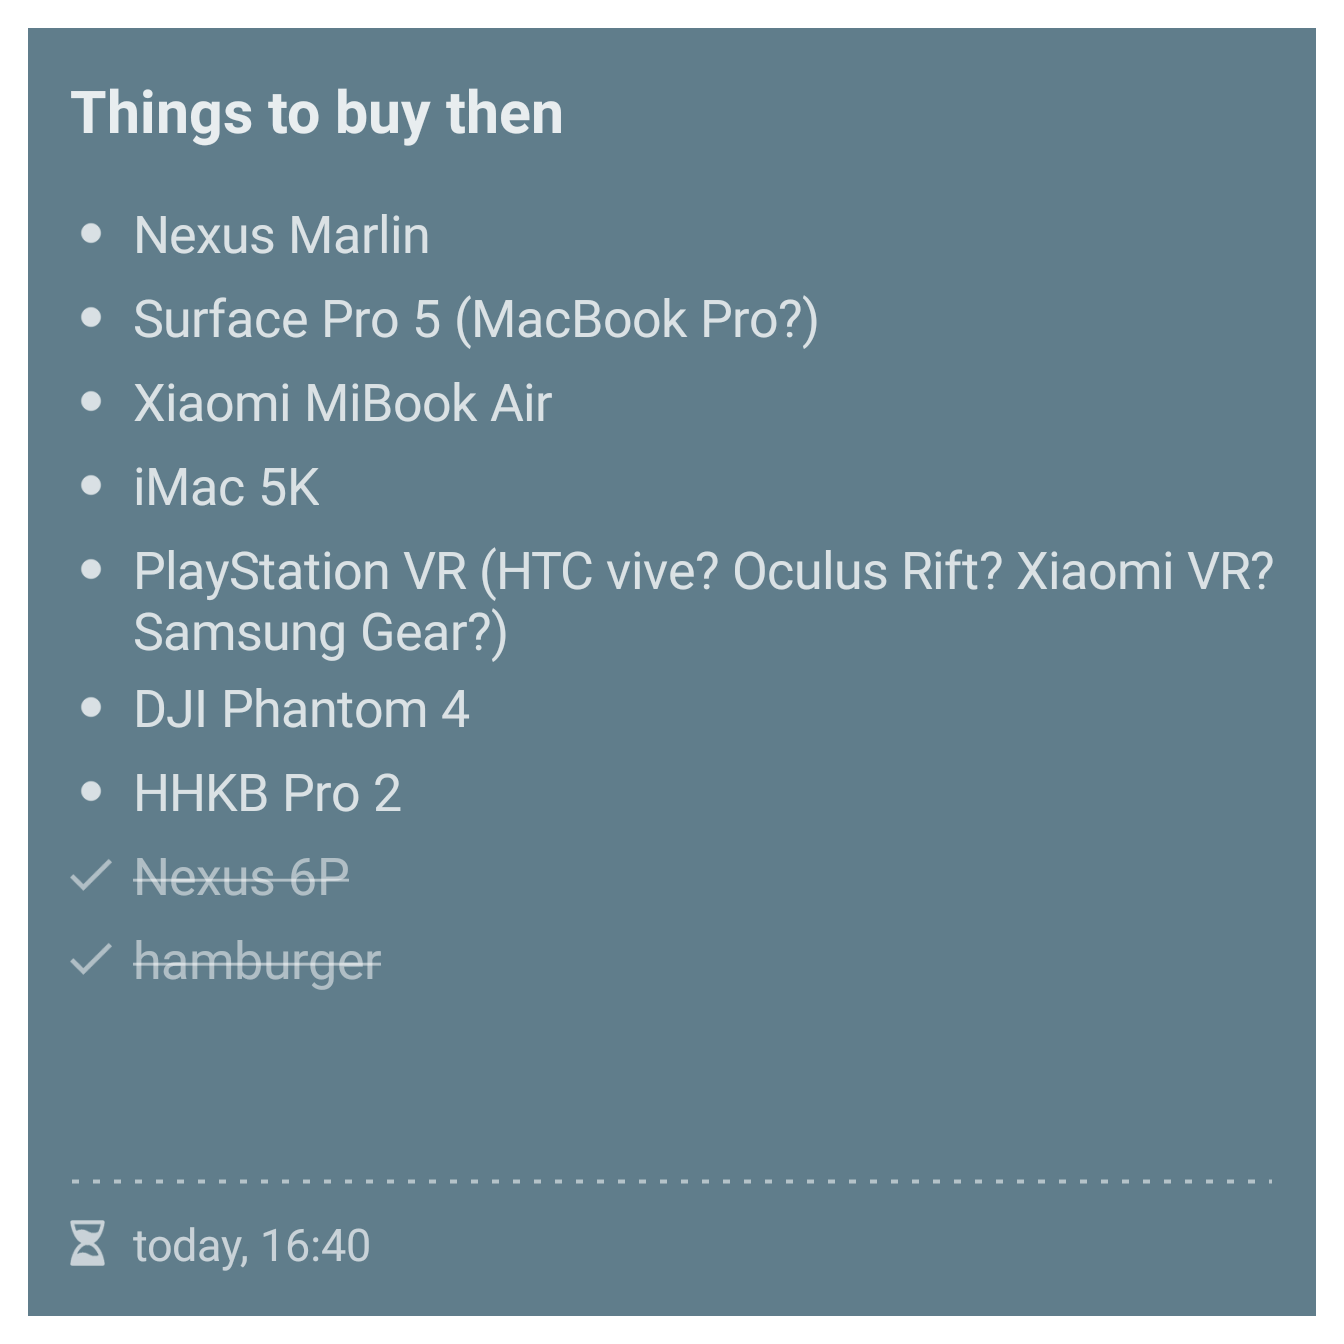 Things to buy then
Nexus Marlin
Surface Pro 5 (MacBook Pro?)
Xiaomi MiBook Air
iMac 5K
PlayStation VR (HTC vive? Oculus Rift? Xiaomi VR?
Samsung Gear?)
DJI Phantom 4
HHKB Pro 2
Nexus 6P
hamburger
today, 16:40